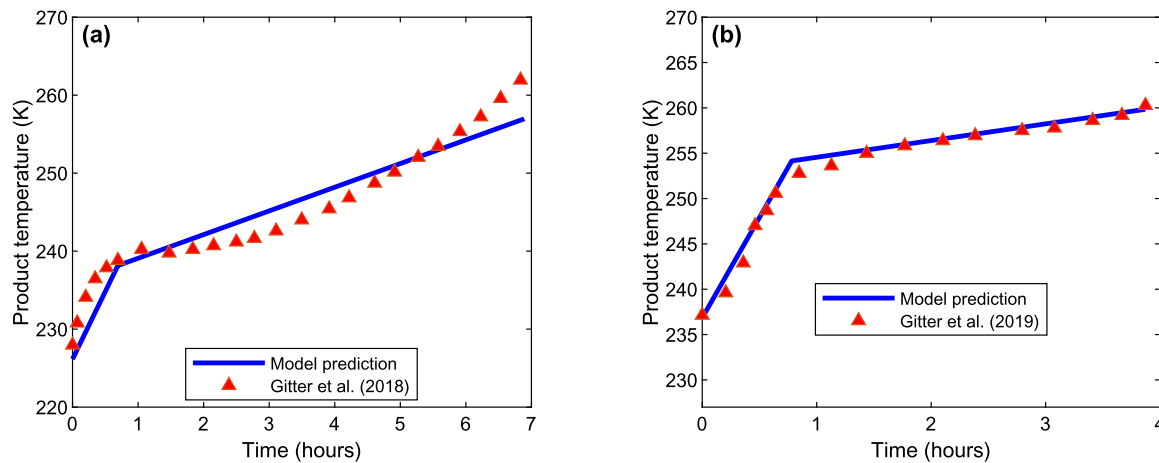 (a)
270
260
250
240
230
220
Product temperature (K)
0 1 2 3 4 5 6 7
Time (hours)
Model prediction
Gitter et al. (2018)
(b)
270
265
260
255
250
245
240
235
230
Product temperature (K)
0 1 2 3 4
Time (hours)
Model prediction
Gitter et al. (2019)